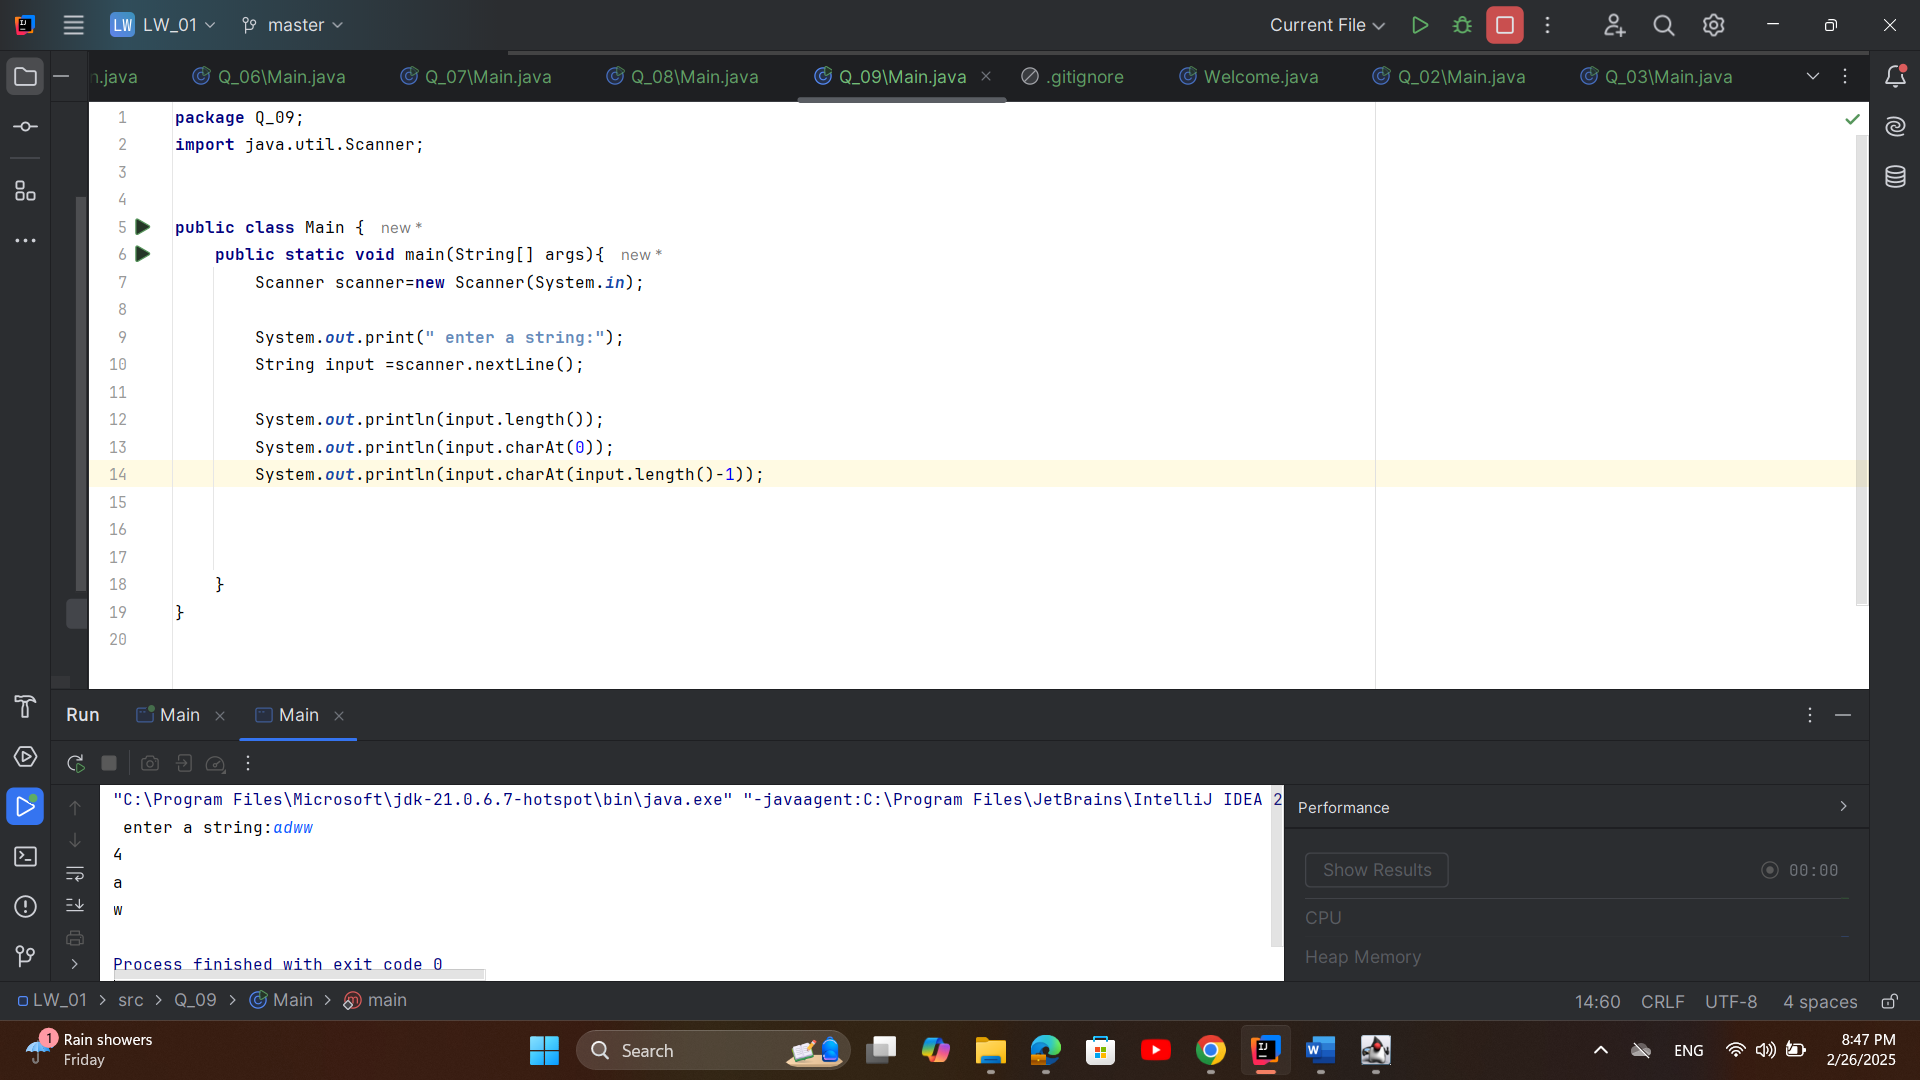 LW LW_01 master Current File
n.java Q_06\Main.java Q_07\Main.java Q_08\Main.java Q_09\Main.java .gitignore Welcome.java Q_02\Main.java Q_03\Main.java
1 package Q_09;
2 import java.util.Scanner;
3
4
5 public class Main { new *
6 public static void main(String[] args){ new *
7 Scanner scanner=new Scanner(System.in);
8
9 System.out.print(" enter a string:");
10 String input =scanner.nextLine();
11
12 System.out.println(input.length());
13 System.out.println(input.charAt(0));
14 System.out.println(input.charAt(input.length()-1));
15
16
17
18 }
19 }
20
Run Main Main
"C:\Program Files\Microsoft\jdk-21.0.6.7-hotspot\bin\java.exe" "-javaagent:C:\Program Files\JetBrains\IntelliJ IDEA 2
enter a string:adww
4
a
w
Process finished with exit code 0
Performance
Show Results 00:00
CPU
Heap Memory
LW_01 > src > Q_09 > Main > main 14:60 CRLF UTF-8 4 spaces
1 Rain showers
Friday
Search
ENG
8:47 PM
2/26/2025